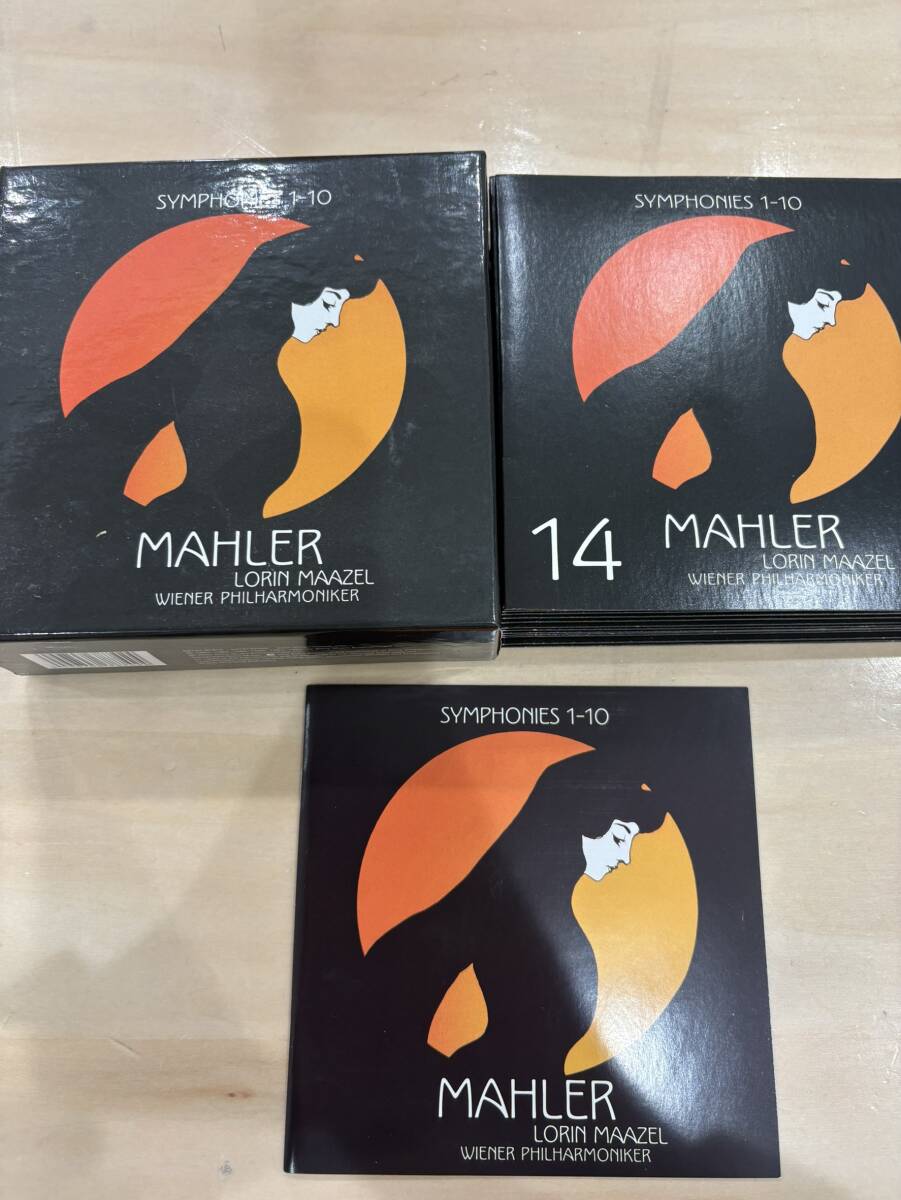 SYMPHONIES 1-10
MAHLER
LORIN MAAZEL
WIENER PHILHARMONIKER
SYMPHONIES 1-10
14
MAHLER
LORIN MAAZEL
WIENER PHILHARMONIKER
SYMPHONIES 1-10
MAHLER
LORIN MAAZEL
WIENER PHILHARMONIKER